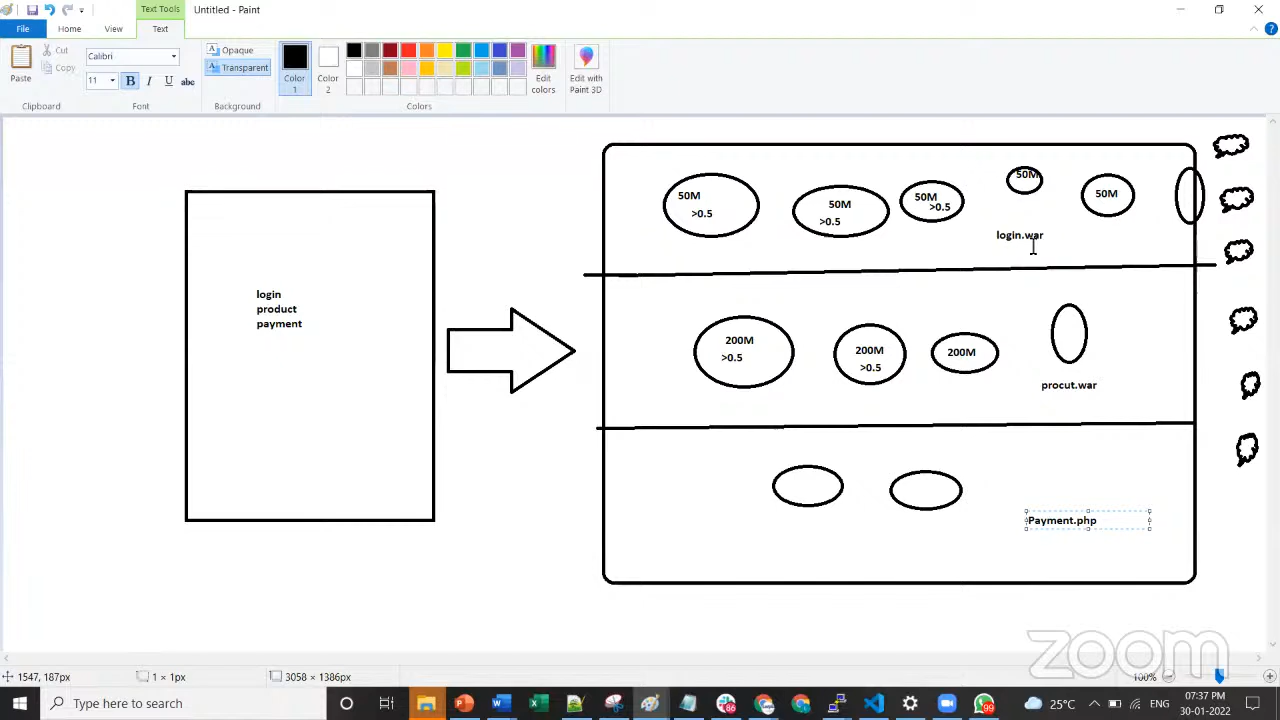 Text Tools
Untitled - Paint
File
Home
View
Text
Paste
Cut
Copy
Clipboard
Calibri
11
B I U abc
Font
Opaque
Transparent
Background
Color 1
Color 2
Edit colors
Colors
Edit with Paint 3D
login
product
payment
50M
>0.5
50M
>0.5
50M
>0.5
50M
50M
login.war
200M
>0.5
200M
>0.5
200M
procut.war
Payment.php
zoom
1547, 187px
1 × 1px
3058 × 1386px
100%
Type here to search
86
99
25°C
ENG
07:37 PM
30-01-2022